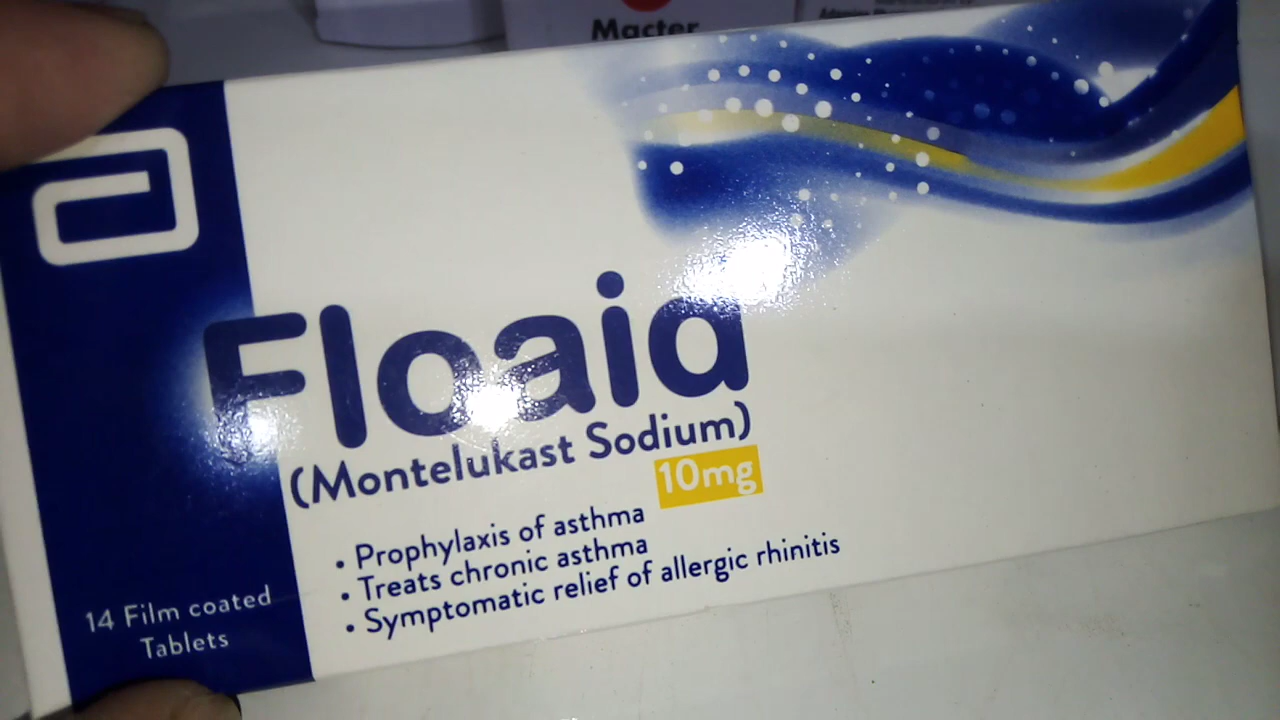 Macter
Floaid
(Montelukast Sodium)
10mg
• Prophylaxis of asthma
• Treats chronic asthma
• Symptomatic relief of allergic rhinitis
14 Film coated
Tablets